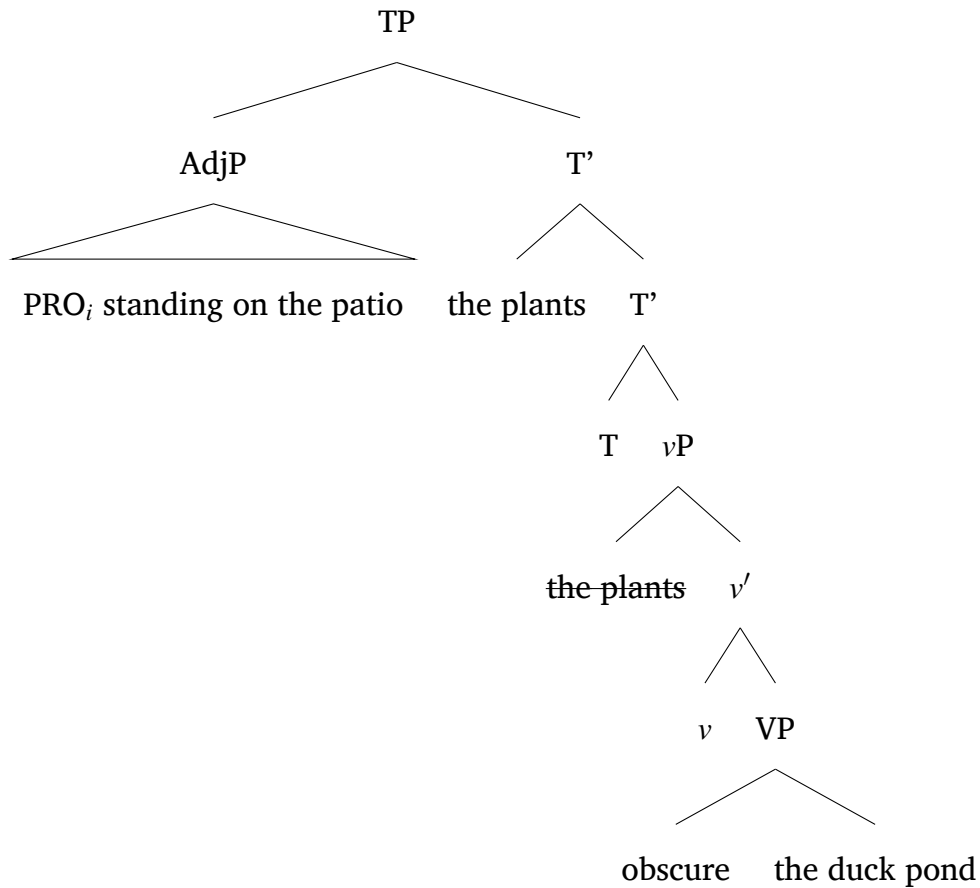 TP
AdjP T’
PROᵢ standing on the patio the plants T’
T vP
the plants v′
v VP
obscure the duck pond